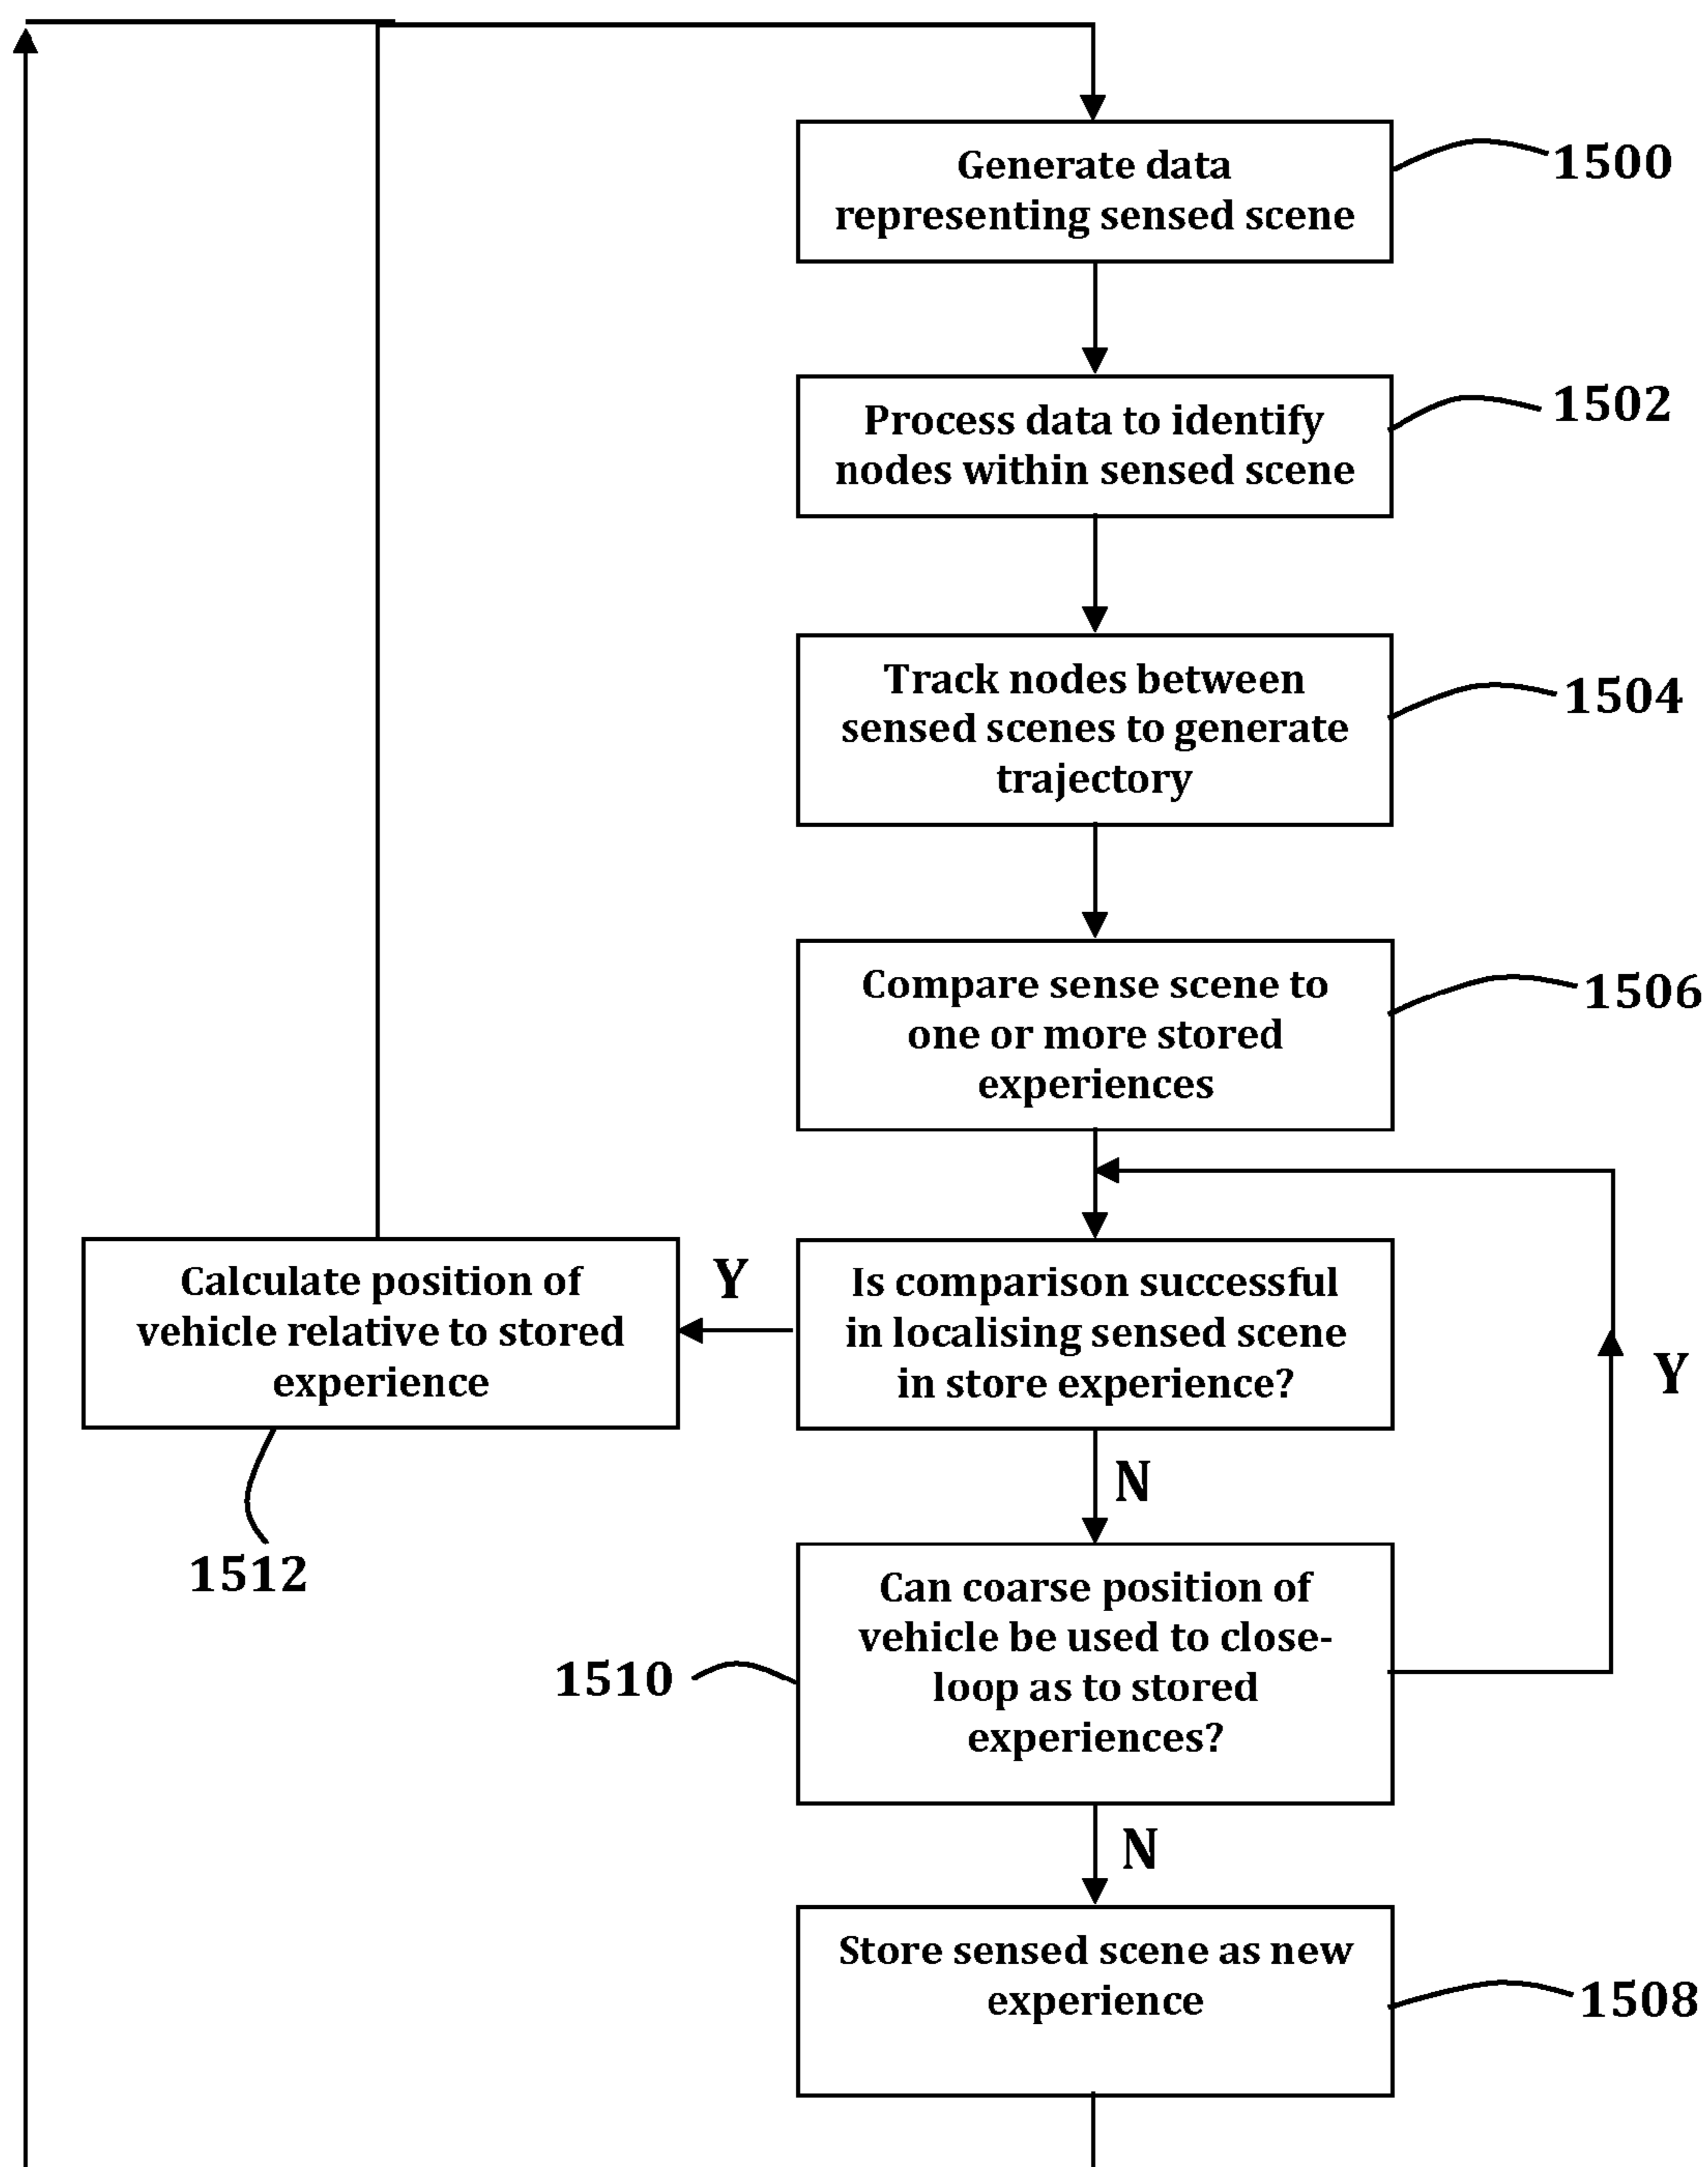 Generate data
representing sensed scene
1500
Process data to identify
nodes within sensed scene
1502
Track nodes between
sensed scenes to generate
trajectory
1504
Compare sense scene to
one or more stored
experiences
1506
Calculate position of
vehicle relative to stored
experience
1512
Y
Is comparison successful
in localising sensed scene
in store experience?
Y
N
Can coarse position of
vehicle be used to close-
loop as to stored
experiences?
1510
N
Store sensed scene as new
experience
1508